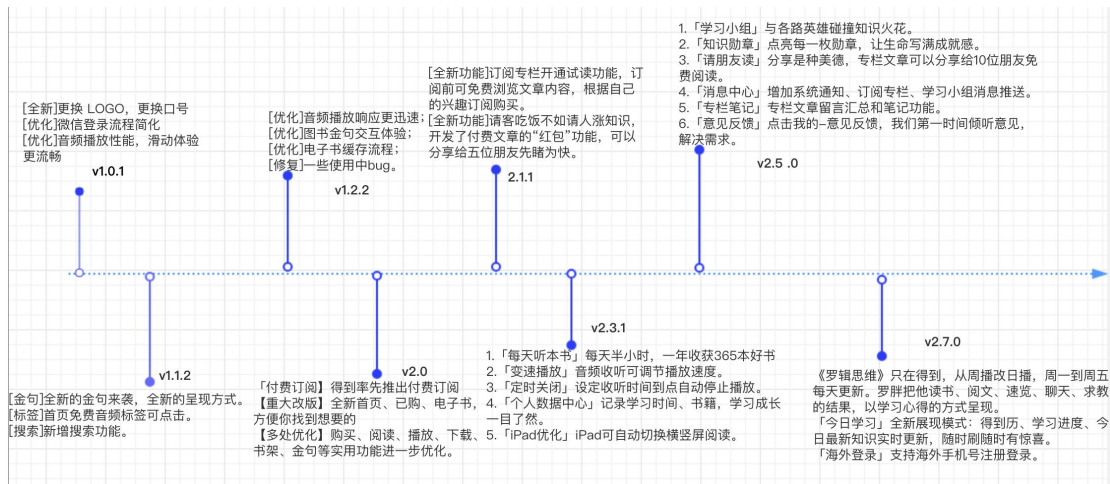 [全新]更换 LOGO，更换口号
[优化]微信登录流程简化
[优化]音频播放性能，滑动体验
更流畅
v1.0.1
[优化]音频播放响应更迅速；
[优化]图书金句交互体验；
[优化]电子书缓存流程；
[修复]一些使用中bug。
v1.2.2
[全新功能]订阅专栏开通试读功能，订
阅前可免费浏览文章内容，根据自己
的兴趣订阅购买。
[全新功能]请客吃饭不如请人涨知识，
开发了付费文章的“红包”功能，可以
分享给五位朋友先睹为快。
2.1.1
1.「学习小组」与各路英雄碰撞知识火花。
2.「知识勋章」点亮每一枚勋章，让生命写满成就感。
3.「请朋友读」分享是种美德，专栏文章可以分享给10位朋友免
费阅读。
4.「消息中心」增加系统通知、订阅专栏、学习小组消息推送。
5.「专栏笔记」专栏文章留言汇总和笔记功能。
6.「意见反馈」点击我的–意见反馈，我们第一时间倾听意见，
解决需求。
v2.5 .0
v1.1.2
[金句]全新的金句来袭，全新的呈现方式。
[标签]首页免费音频标签可点击。
[搜索]新增搜索功能。
v2.0
「付费订阅】得到率先推出付费订阅
【重大改版】全新首页、已购、电子书，
方便你找到想要的
【多处优化】购买、阅读、播放、下载、
书架、金句等实用功能进一步优化。
v2.3.1
1.「每天听本书」每天半小时，一年收获365本好书
2.「变速播放」音频收听可调节播放速度。
3.「定时关闭」设定收听时间到点自动停止播放。
4.「个人数据中心」记录学习时间、书籍，学习成长
一目了然。
5.「iPad优化」iPad可自动切换横竖屏阅读。
v2.7.0
《罗辑思维》只在得到，从周播改日播，周一到周五
每天更新。罗胖把他读书、阅文、速览、聊天、求教
的结果，以学习心得的方式呈现。
「今日学习」全新展现模式：得到历、学习进度、今
日最新知识实时更新，随时刷随时有惊喜。
「海外登录」支持海外手机号注册登录。